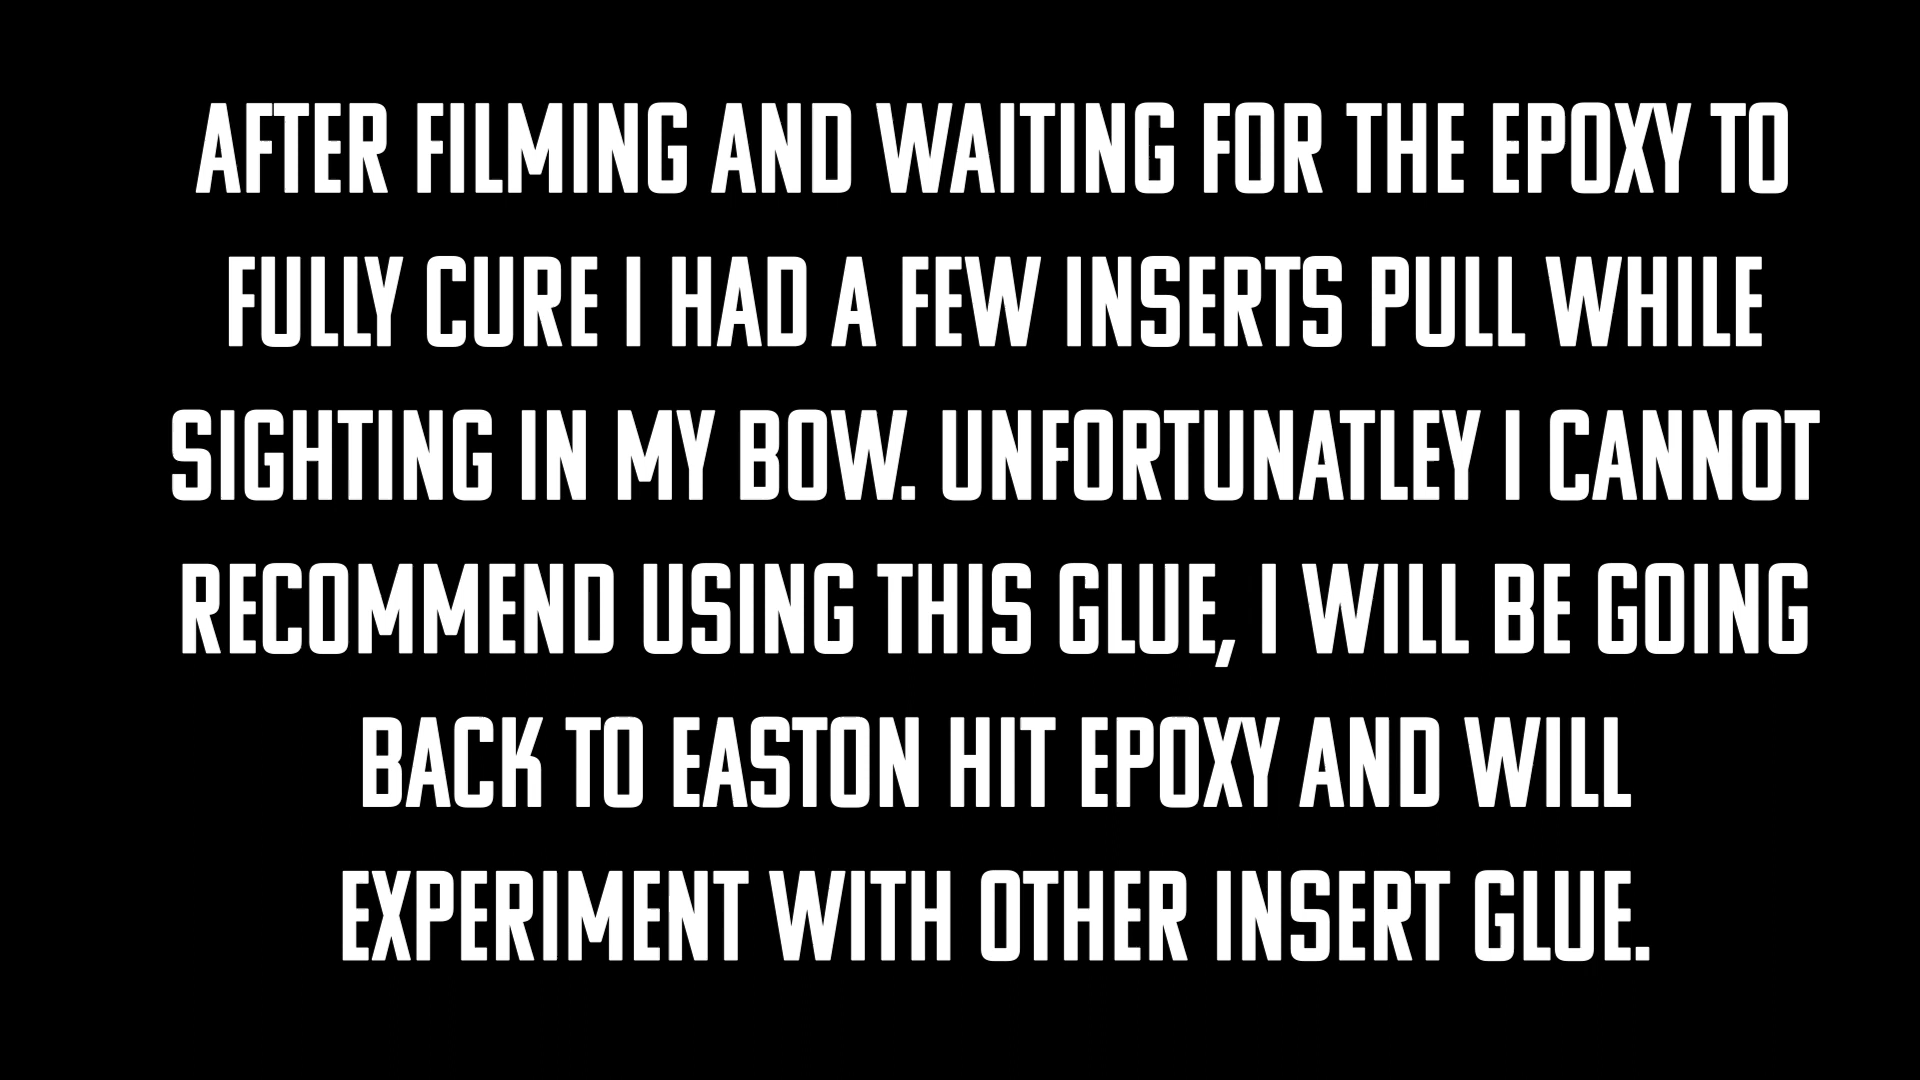 AFTER FILMING AND WAITING FOR THE EPOXY TO
FULLY CURE I HAD A FEW INSERTS PULL WHILE
SIGHTING IN MY BOW. UNFORTUNATLEY I CANNOT
RECOMMEND USING THIS GLUE, I WILL BE GOING
BACK TO EASTON HIT EPOXY AND WILL
EXPERIMENT WITH OTHER INSERT GLUE.